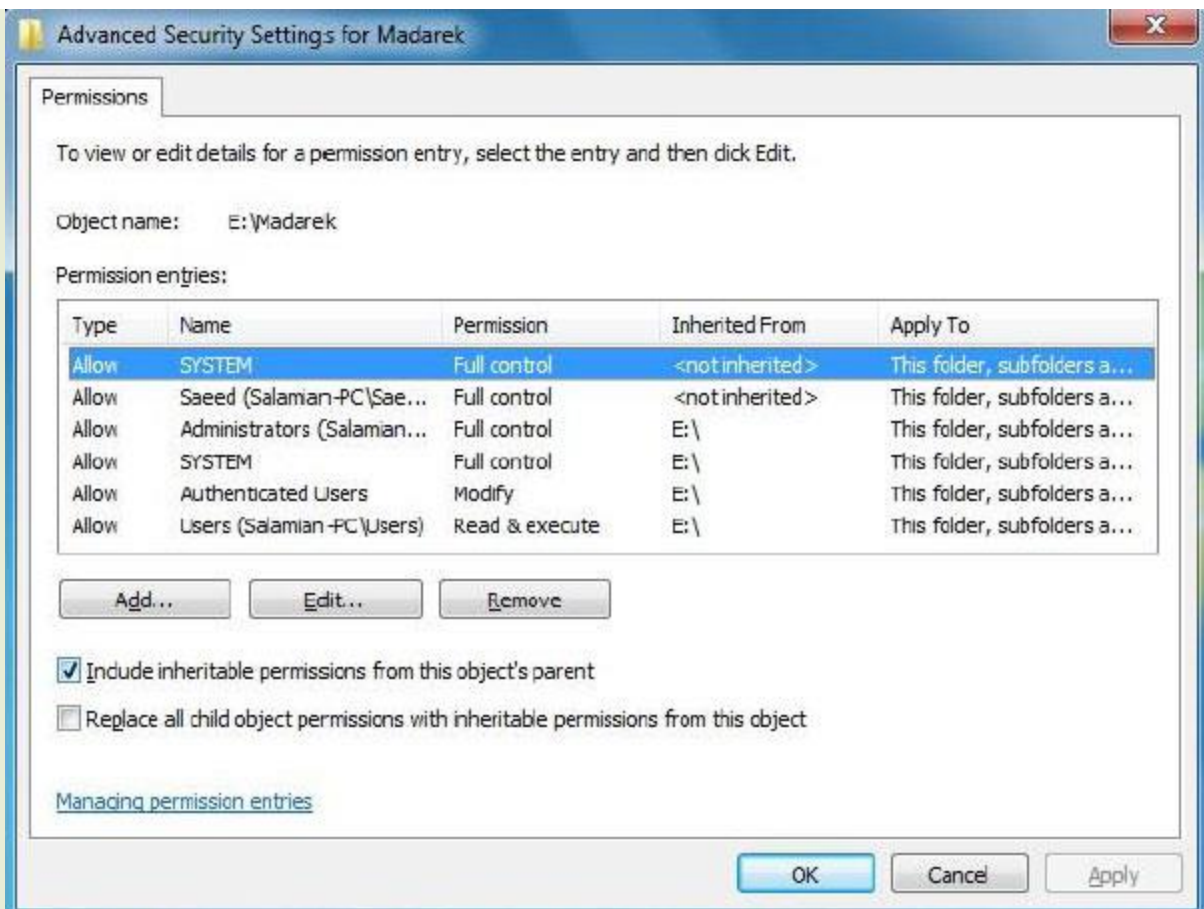 Advanced Security Settings for Madarek
Permissions
To view or edit details for a permission entry, select the entry and then click Edit.
Object name: E:\Madarek
Permission entries:
Type Name Permission Inherited From Apply To
Allow SYSTEM Full control <not inherited> This folder, subfolders a...
Allow Saeed (Salamian-PC\Sae... Full control <not inherited> This folder, subfolders a...
Allow Administrators (Salamian... Full control E:\ This folder, subfolders a...
Allow SYSTEM Full control E:\ This folder, subfolders a...
Allow Authenticated Users Modify E:\ This folder, subfolders a...
Allow Users (Salamian-PC\Users) Read & execute E:\ This folder, subfolders a...
Add... Edit... Remove
Include inheritable permissions from this object's parent
Replace all child object permissions with inheritable permissions from this object
Managing permission entries
OK Cancel Apply